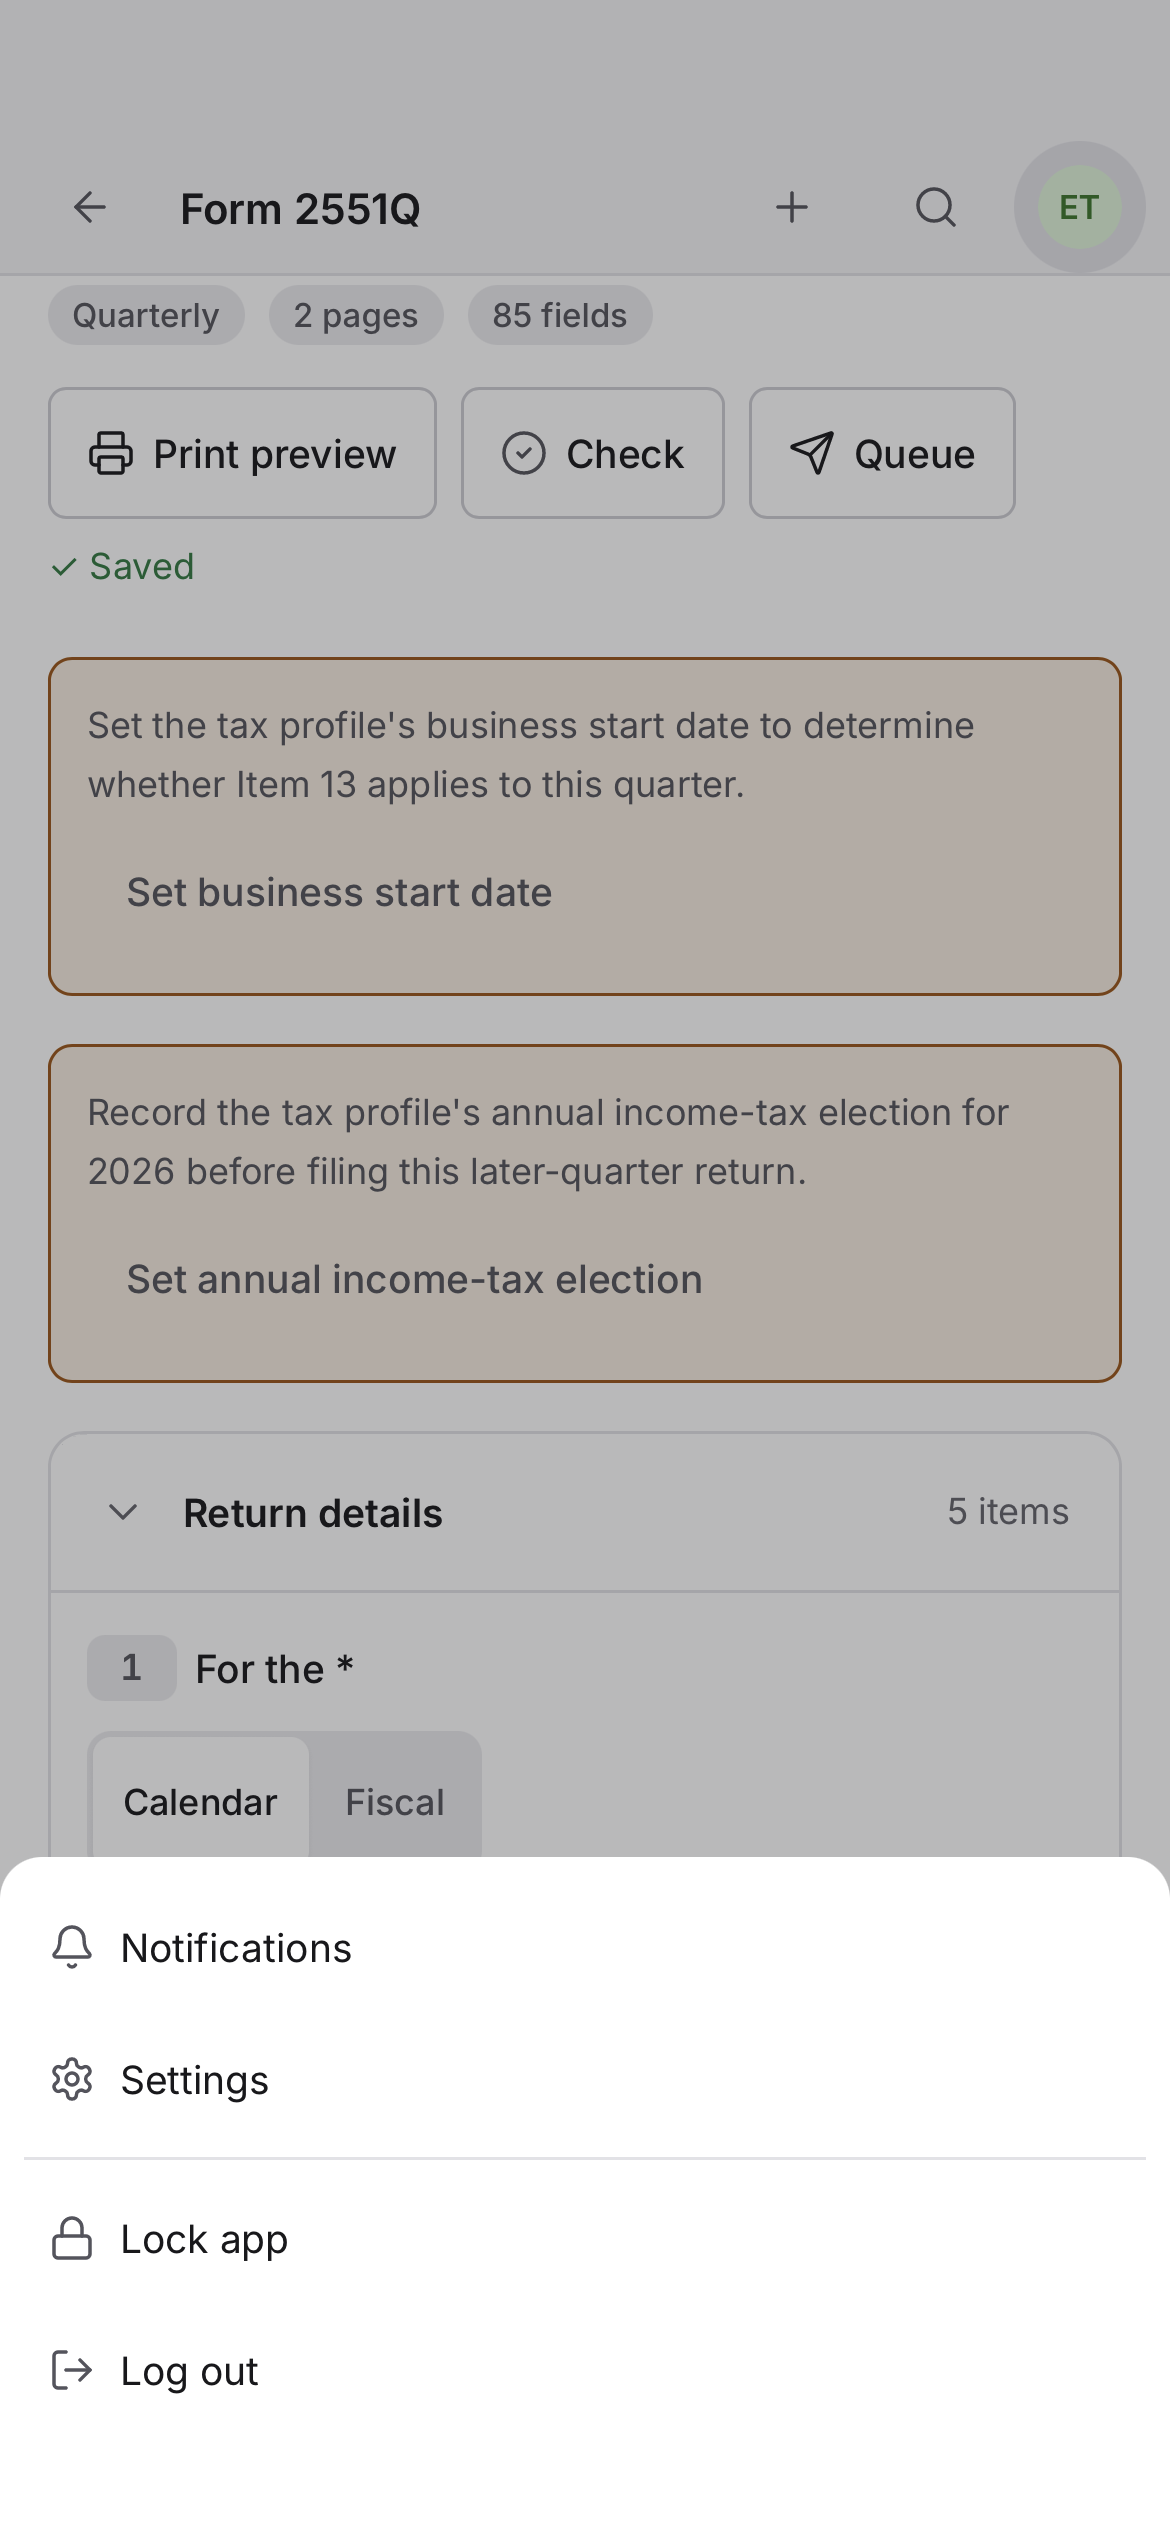 Form 2551Q
ET
Quarterly
2 pages
85 fields
Print preview
Check
Queue
Saved
Set the tax profile's business start date to determine
whether Item 13 applies to this quarter.
Set business start date
Record the tax profile's annual income-tax election for
2026 before filing this later-quarter return.
Set annual income-tax election
Return details
5 items
1
For the *
Calendar
Fiscal
Notifications
Settings
Lock app
Log out